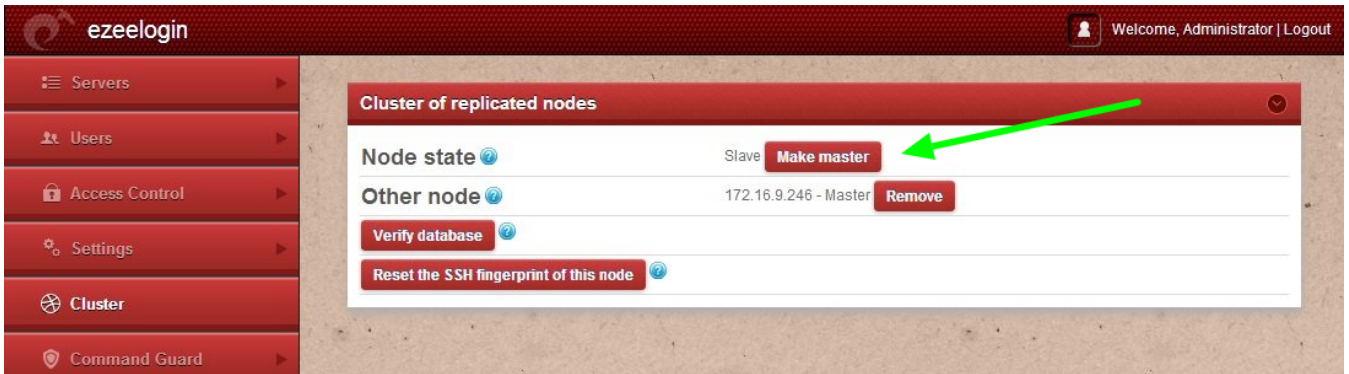 ezeelogin
Welcome, Administrator | Logout
Servers
Users
Access Control
Settings
Cluster
Command Guard
Cluster of replicated nodes
Node state ? Slave Make master
Other node ? 172.16.9.246 - Master Remove
Verify database ?
Reset the SSH fingerprint of this node ?